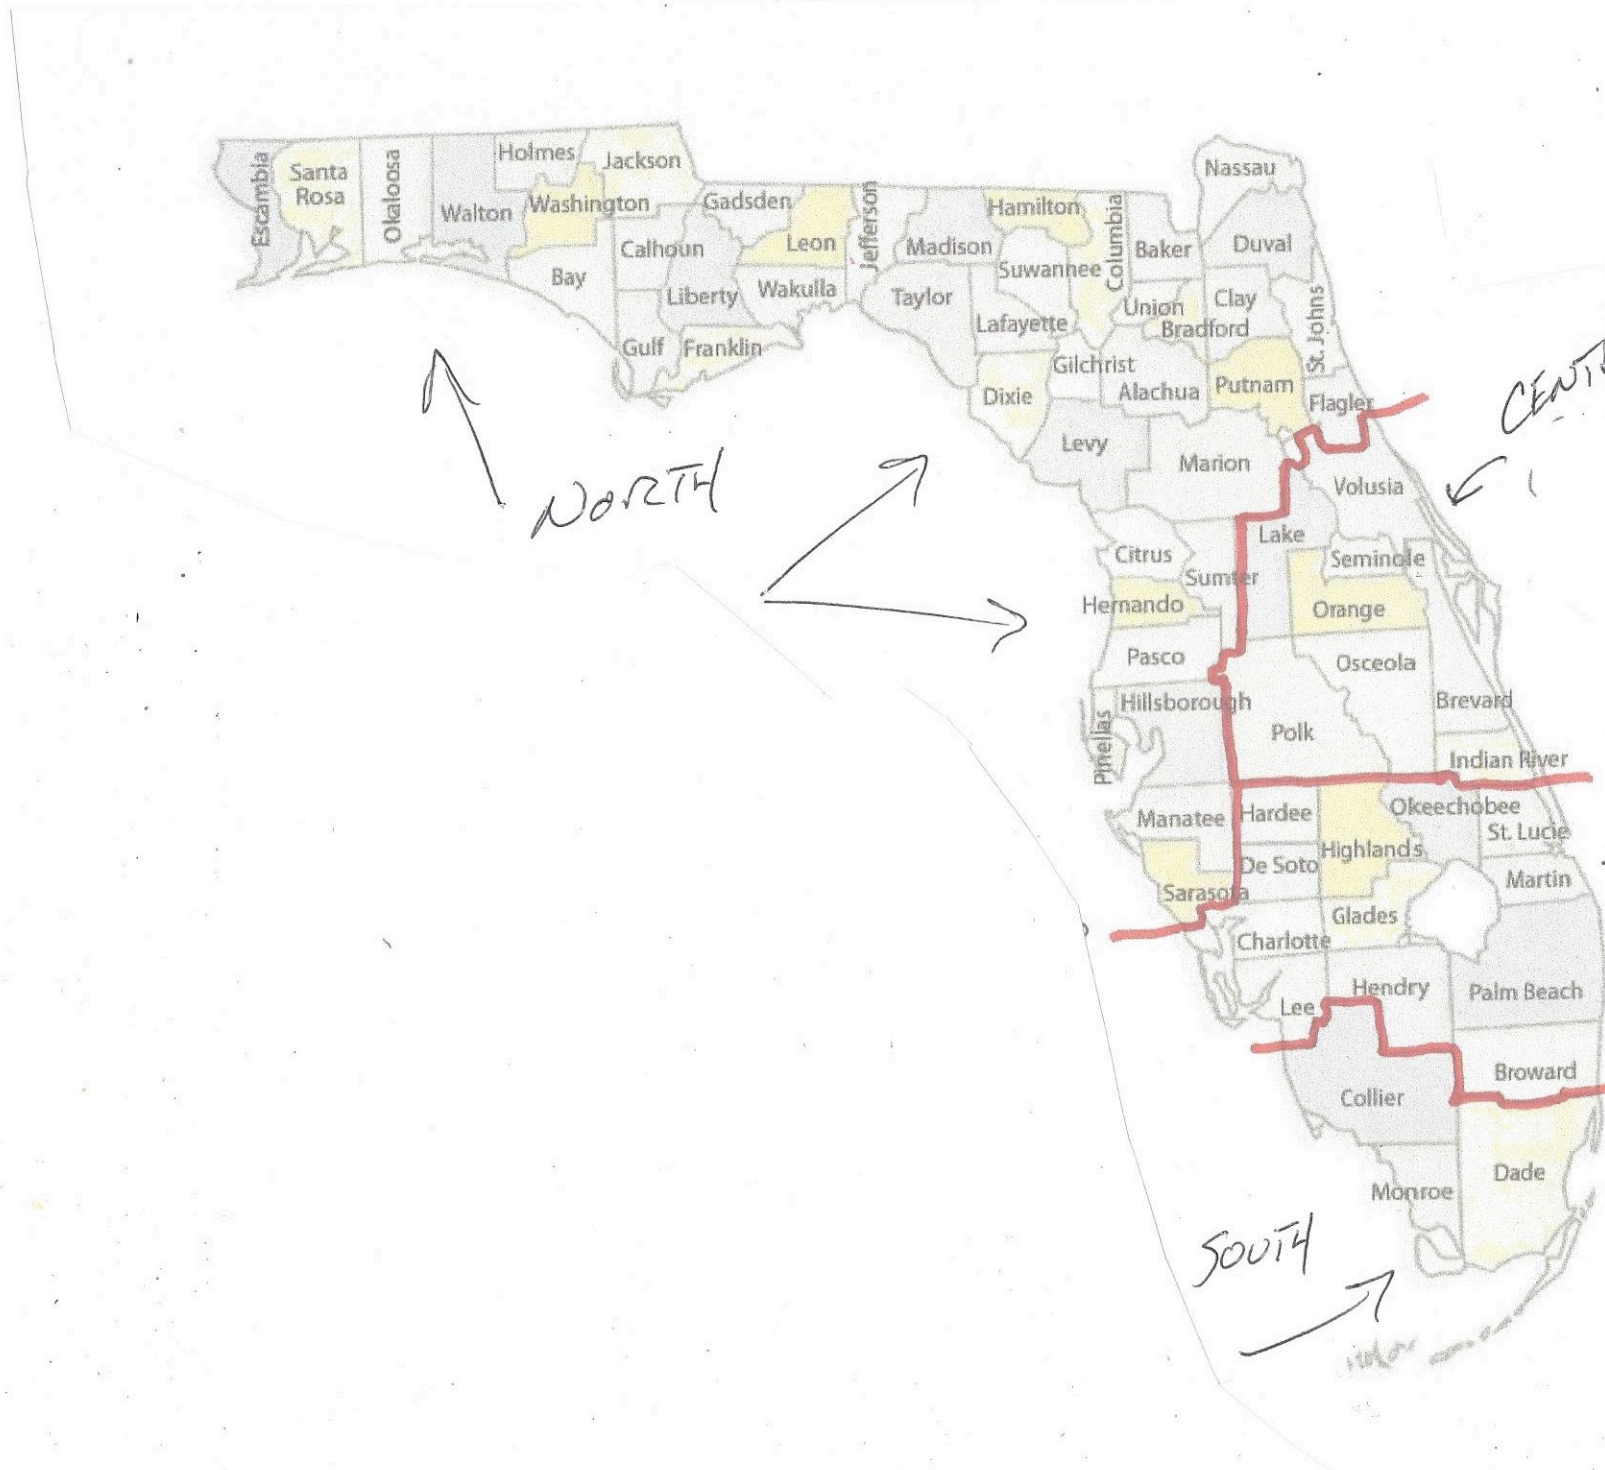 Escambia
Santa
Rosa
Okaloosa
Walton
Holmes
Washington
Jackson
Bay
Calhoun
Gulf
Liberty
Franklin
Gadsden
Leon
Wakulla
Jefferson
Madison
Taylor
Hamilton
Suwannee
Lafayette
Dixie
Columbia
Gilchrist
Baker
Union
Bradford
Alachua
Levy
Nassau
Duval
Clay
St. Johns
Putnam
Flagler
Marion
Volusia
Citrus
Sumter
Lake
Seminole
Hernando
Orange
Pasco
Osceola
Pinellas
Hillsborough
Polk
Brevard
Indian River
Manatee
Hardee
Highlands
Okeechobee
St. Lucie
Sarasota
De Soto
Martin
Glades
Charlotte
Lee
Hendry
Palm Beach
Collier
Broward
Monroe
Dade
NORTH
SOUTH